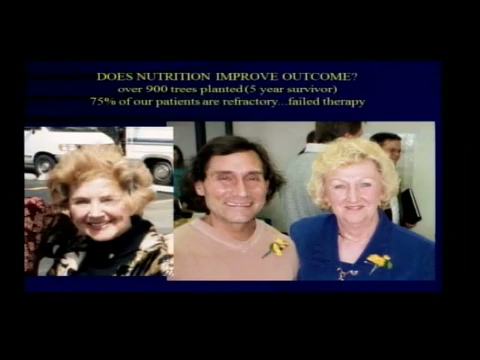 DOES NUTRITION IMPROVE OUTCOME?
over 900 trees planted (5 year survivor)
75% of our patients are refractory...failed therapy